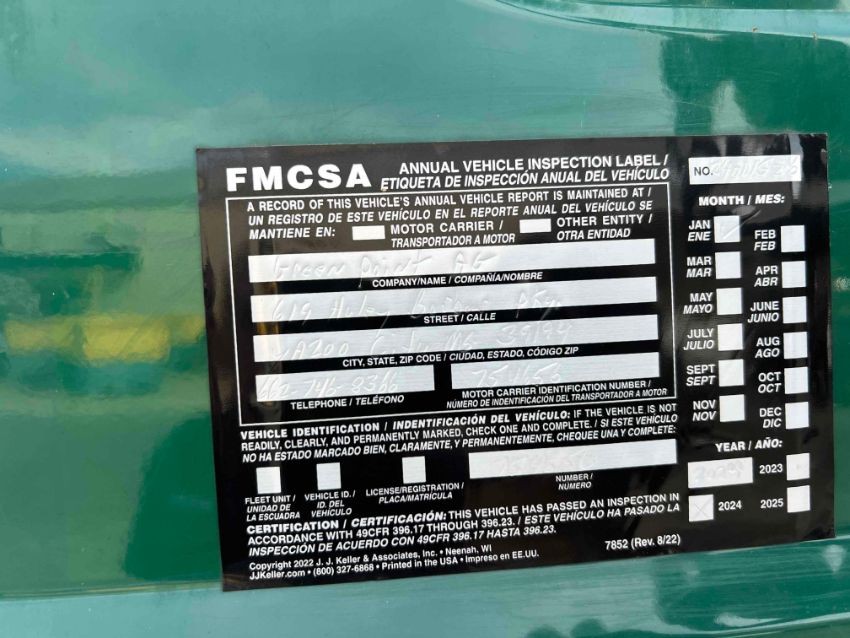 FMCSA
ANNUAL VEHICLE INSPECTION LABEL /
ETIQUETA DE INSPECCIÓN ANUAL DEL VEHÍCULO
NO.
A RECORD OF THIS VEHICLE'S ANNUAL VEHICLE REPORT IS MAINTAINED AT /
UN REGISTRO DE ESTE VEHÍCULO EN EL REPORTE ANUAL DEL VEHÍCULO SE
MANTIENE EN: MOTOR CARRIER / OTHER ENTITY /
TRANSPORTADOR A MOTOR OTRA ENTIDAD
Green Point AG
COMPANY/NAME / COMPAÑÍA/NOMBRE
619
STREET / CALLE
39194
CITY, STATE, ZIP CODE / CIUDAD, ESTADO, CÓDIGO ZIP
662-746-8366
TELEPHONE / TELÉFONO
MOTOR CARRIER IDENTIFICATION NUMBER /
NÚMERO DE INDENTIFICACIÓN DEL TRANSPORTADOR A MOTOR
VEHICLE IDENTIFICATION / INDENTIFICACIÓN DEL VEHÍCULO: IF THE VEHICLE IS NOT
READILY, CLEARLY, AND PERMANENTLY MARKED, CHECK ONE AND COMPLETE. / SI ESTE VEHÍCULO
NO HA ESTADO MARCADO BIEN, CLARAMENTE, Y PERMANENTEMENTE, CHEQUEE UNA Y COMPLETE:
FLEET UNIT /
UNIDAD DE
LA ESCUADRA
VEHICLE ID. /
ID. DEL
VEHÍCULO
LICENSE/REGISTRATION /
PLACA/MATRÍCULA
NUMBER /
NÚMERO
CERTIFICATION / CERTIFICACIÓN: THIS VEHICLE HAS PASSED AN INSPECTION IN
ACCORDANCE WITH 49CFR 396.17 THROUGH 396.23. / ESTE VEHÍCULO HA PASADO LA
INSPECCIÓN DE ACUERDO CON 49CFR 396.17 HASTA 396.23.
Copyright 2022 J. J. Keller & Associates, Inc. • Neenah, WI
JJKeller.com • (800) 327-6868 • Printed in the USA • Impreso en EE.UU.
7852 (Rev. 8/22)
MONTH / MES:
JAN
ENE
FEB
FEB
MAR
MAR
APR
ABR
MAY
MAYO
JUNE
JUNIO
JULY
JULIO
AUG
AGO
SEPT
SEPT
OCT
OCT
NOV
NOV
DEC
DIC
YEAR / AÑO:
2023
2024
2025